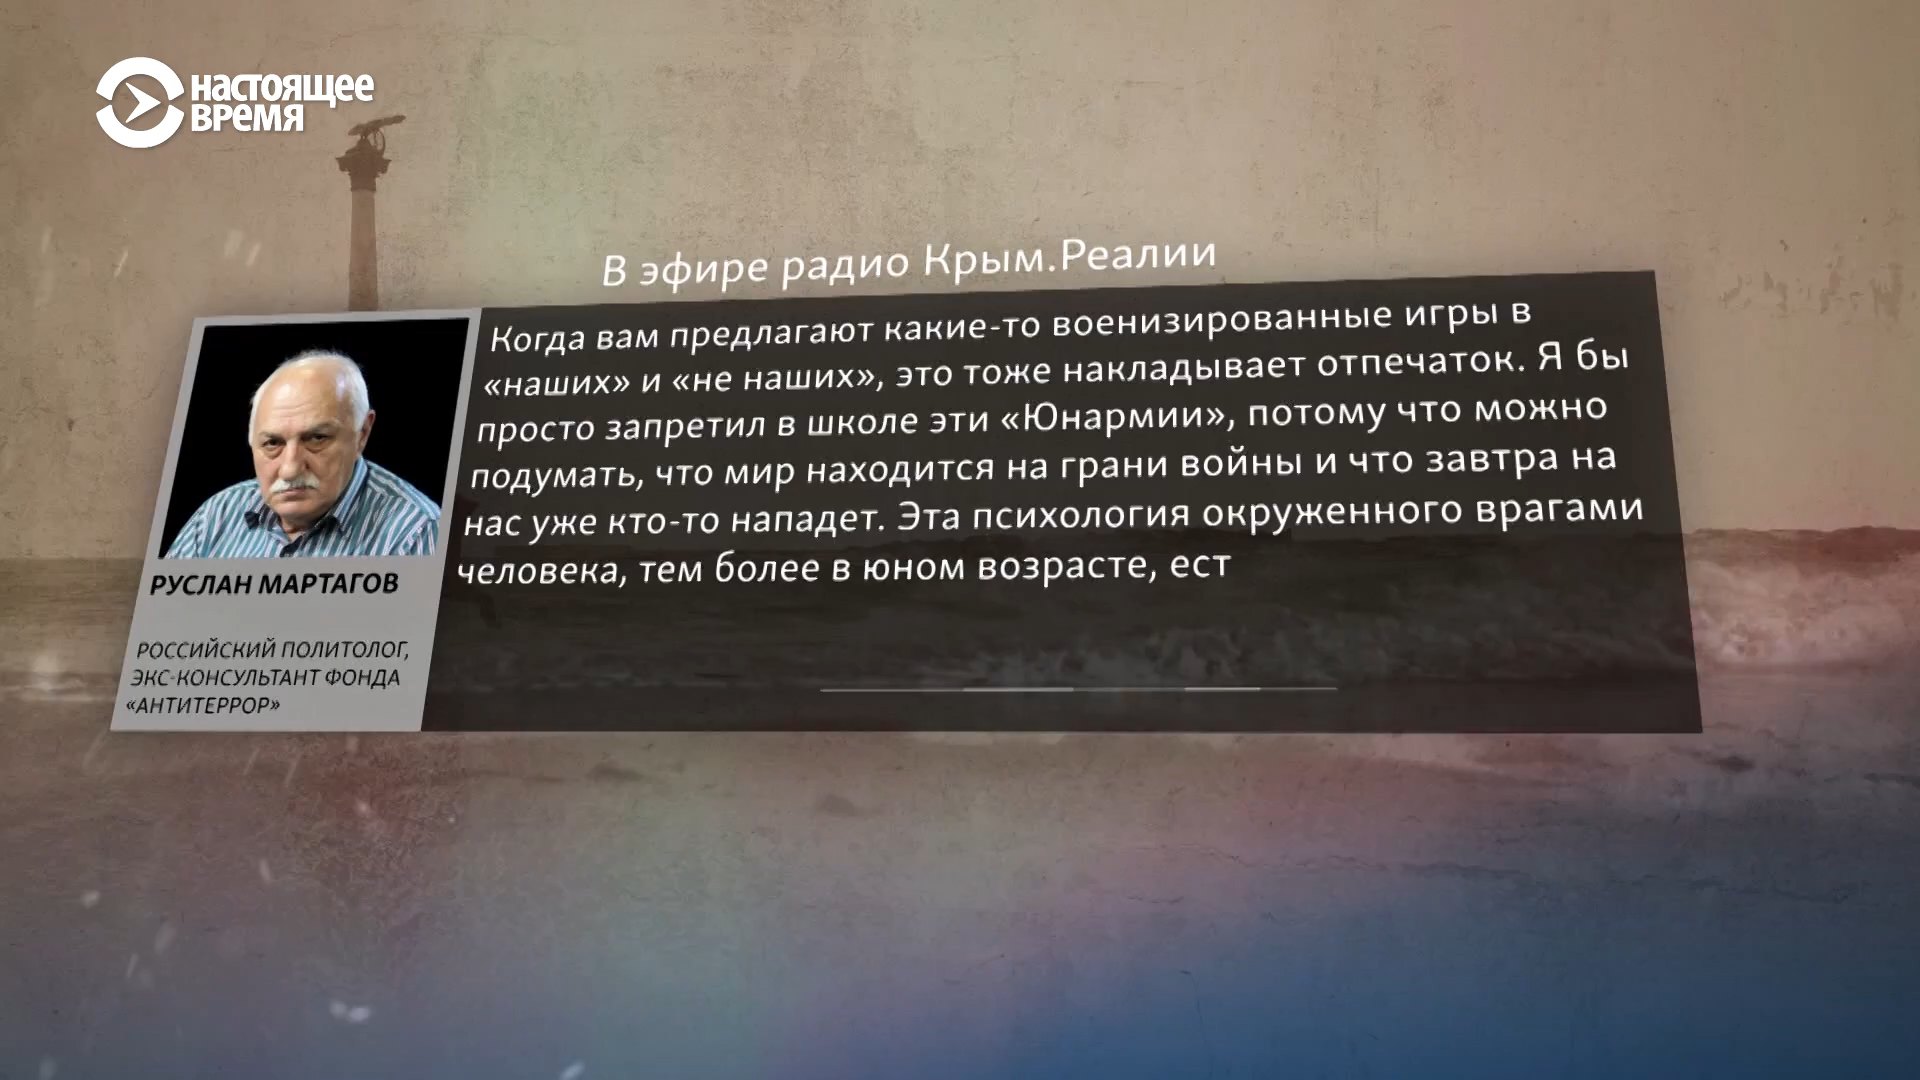 НАСТОЯЩЕЕ
ВРЕМЯ
В эфире радио Крым.Реалии
Когда вам предлагают какие-то военизированные игры в
«наших» и «не наших», это тоже накладывает отпечаток. Я бы
просто запретил в школе эти «Юнармии», потому что можно
подумать, что мир находится на грани войны и что завтра на
нас уже кто-то нападет. Эта психология окруженного врагами
человека, тем более в юном возрасте, ест
РУСЛАН МАРТАГОВ
РОССИЙСКИЙ ПОЛИТОЛОГ,
ЭКС-КОНСУЛЬТАНТ ФОНДА
«АНТИТЕРРОР»